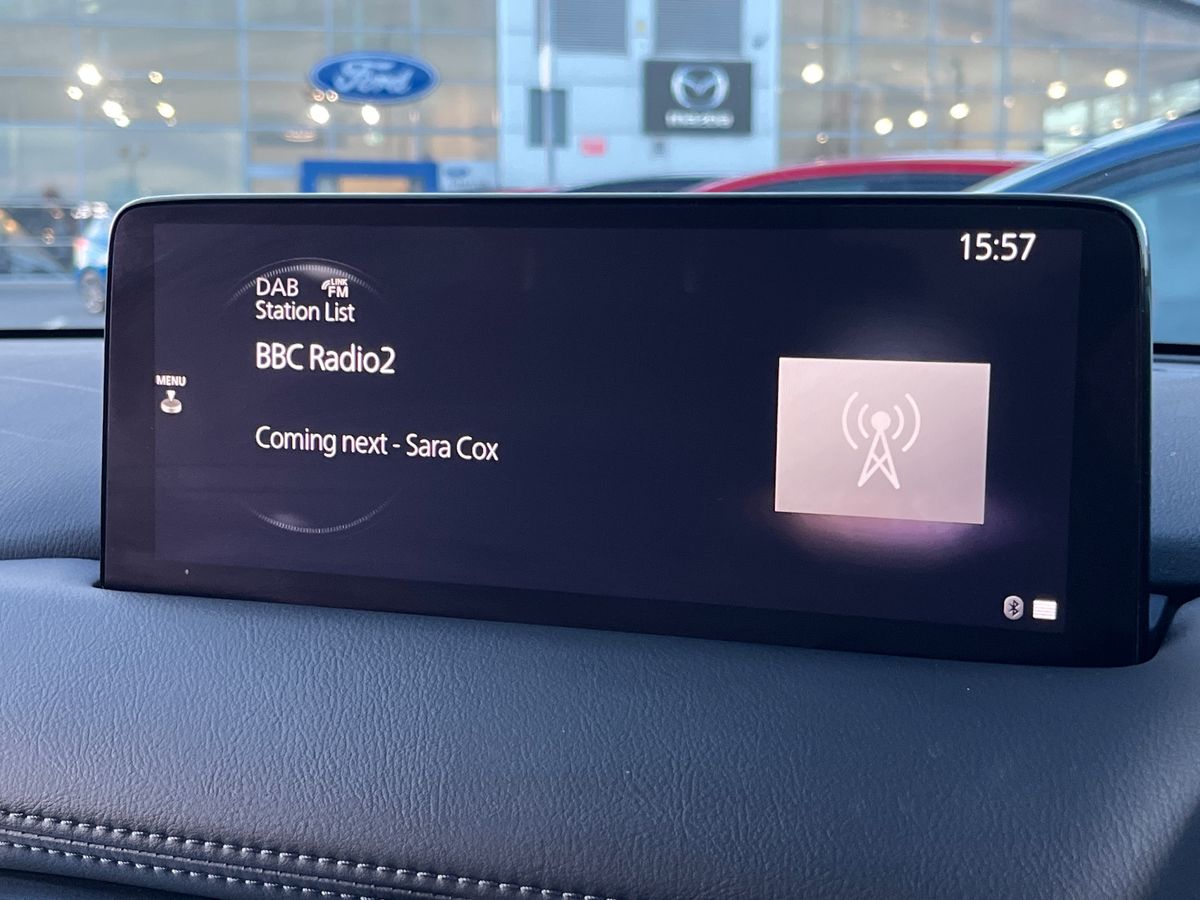 Ford
mazda
15:57
DAB LINK FM
Station List
BBC Radio2
MENU
Coming next - Sara Cox